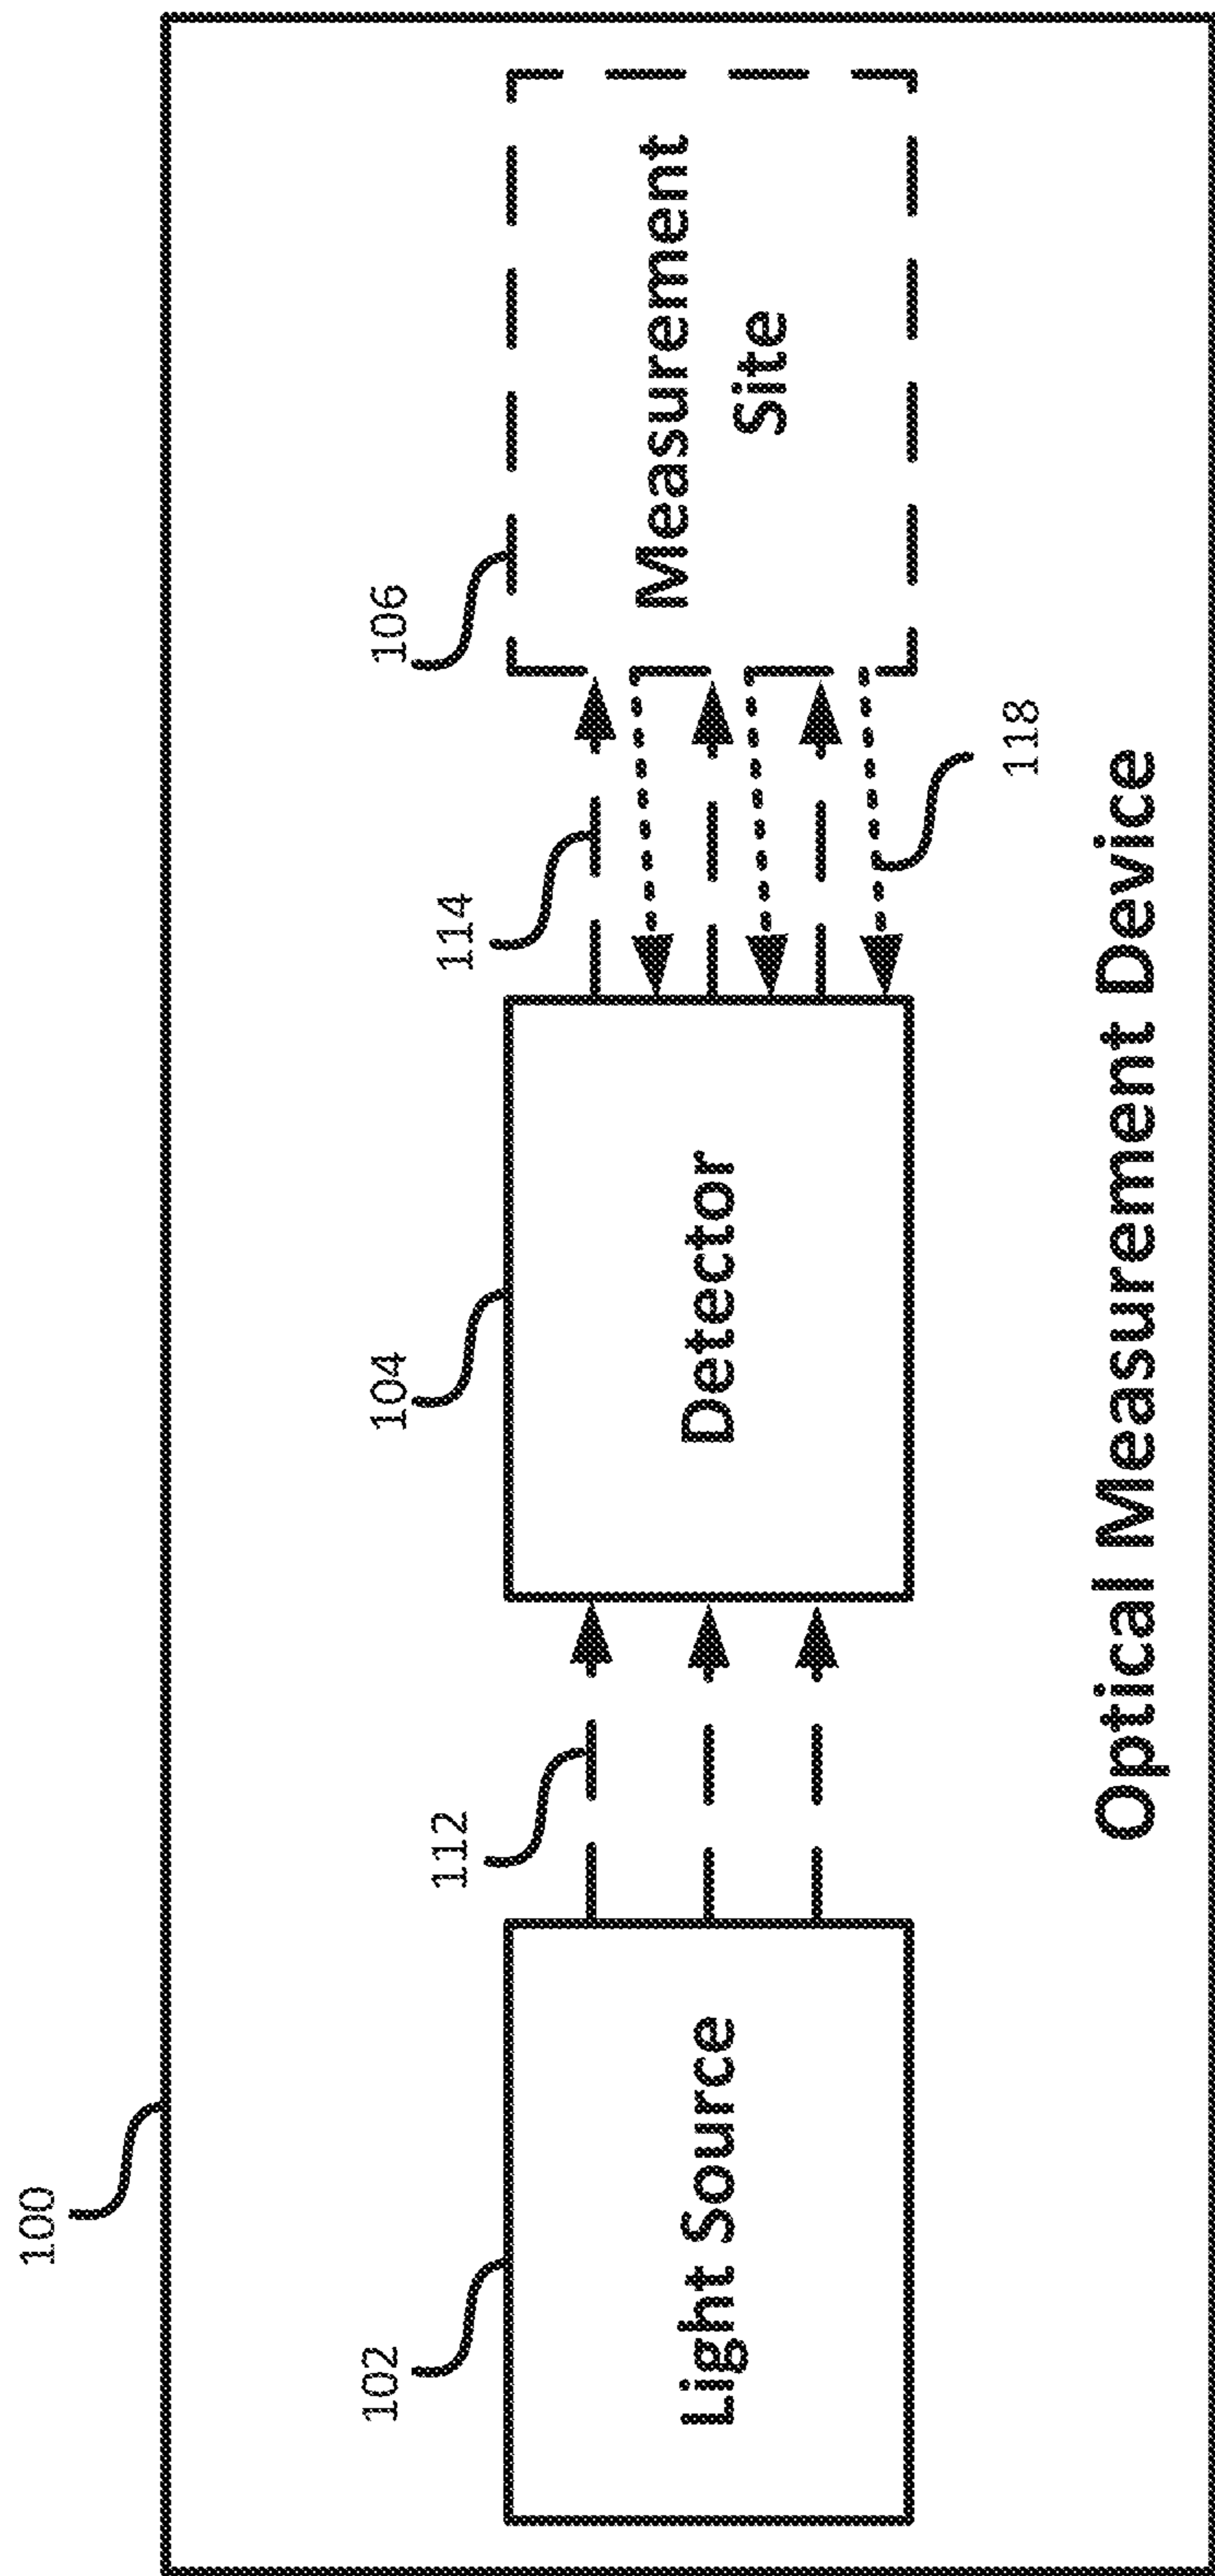 100
102
104
106
112
114
118
Light Source
Detector
Measurement
Site
Optical Measurement Device